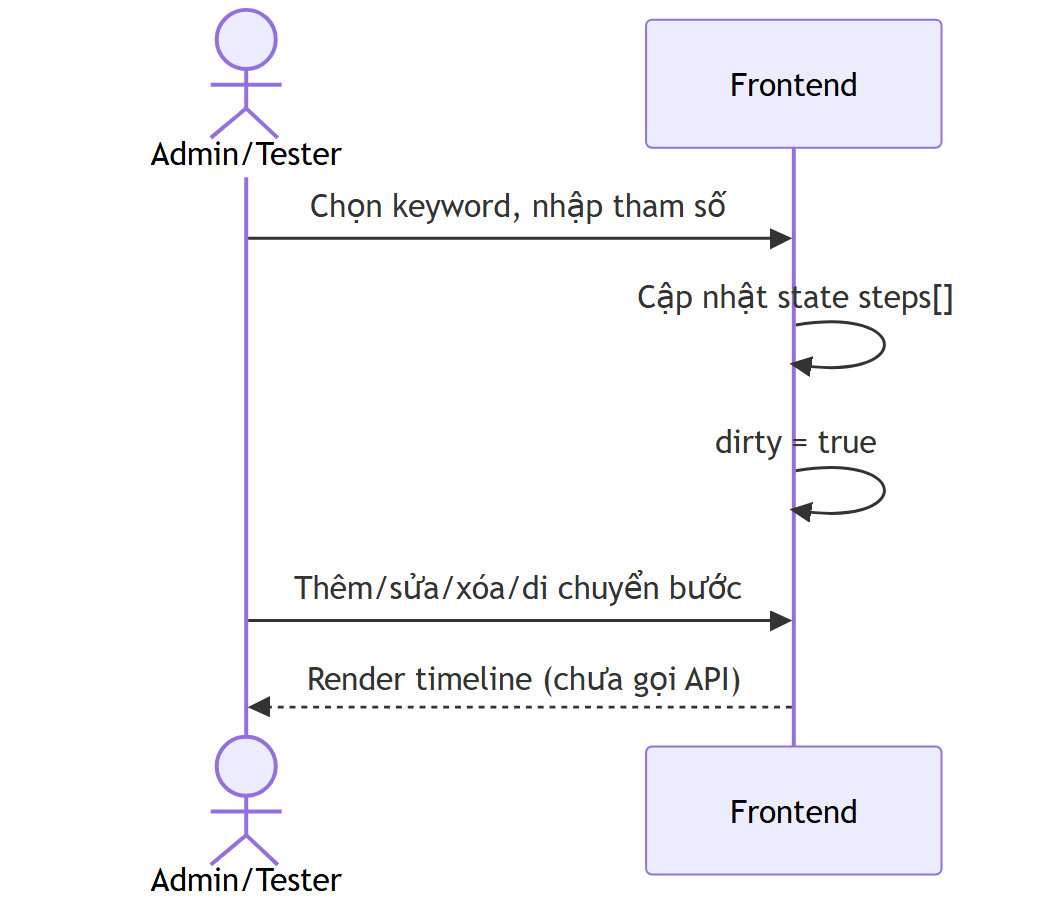 Admin/Tester
Frontend
Chọn keyword, nhập tham số
Cập nhật state steps[]
dirty = true
Thêm/sửa/xóa/di chuyển bước
Render timeline (chưa gọi API)
Admin/Tester
Frontend